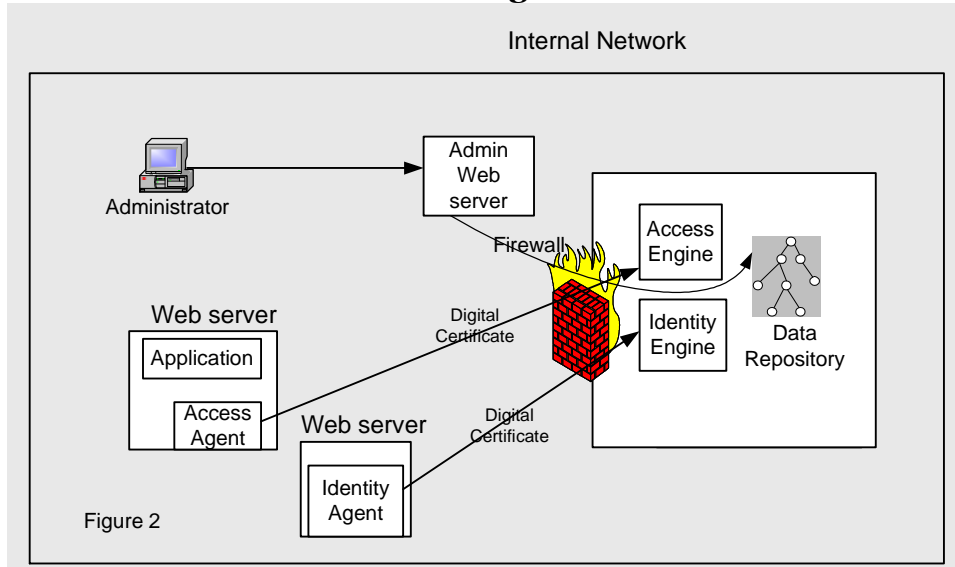 Internal Network
Admin
Web
server
Administrator
Firewall
Access
Engine
Digital
Certificate
Identity
Engine
Data
Repository
Web server
Application
Access
Agent
Digital
Certificate
Web server
Identity
Agent
Figure 2